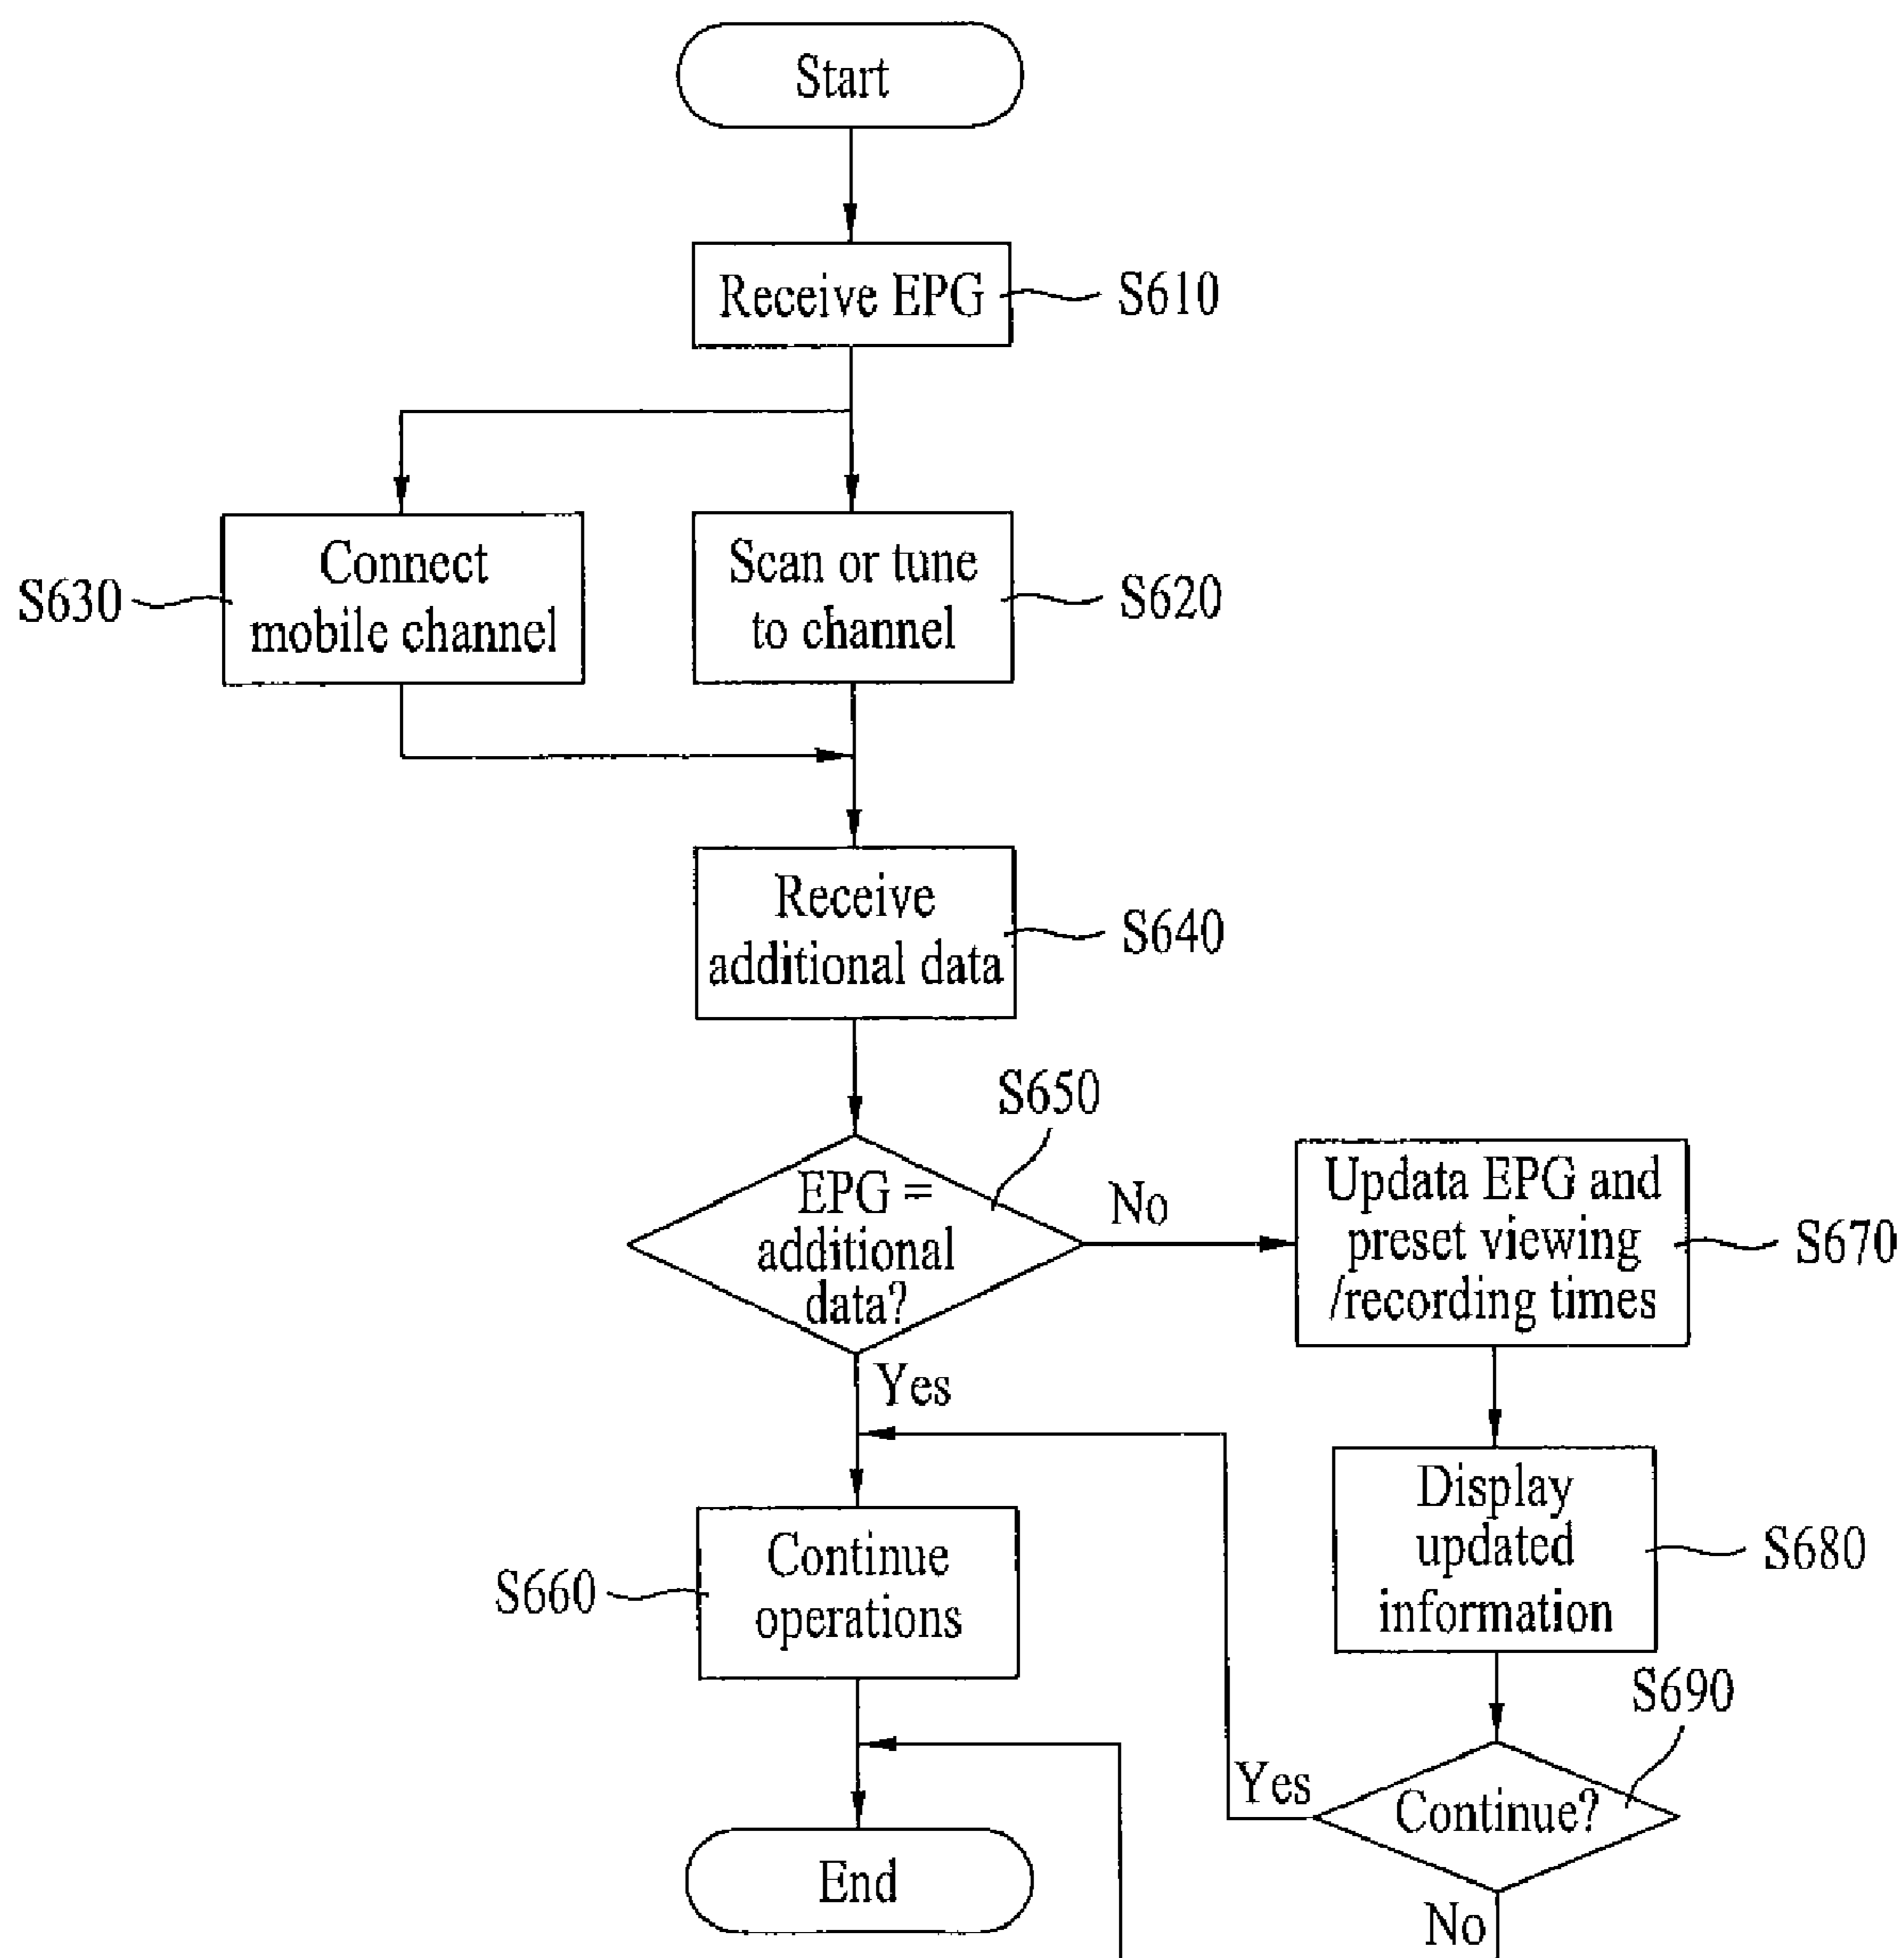 Start
Receive EPG
S610
Connect
mobile channel
S630
Scan or tune
to channel
S620
Receive
additional data
S640
S650
EPG =
additional
data?
No
Yes
Updata EPG and
preset viewing
/recording times
S670
Continue
operations
S660
Display
updated
information
S680
S690
Continue?
Yes
No
End